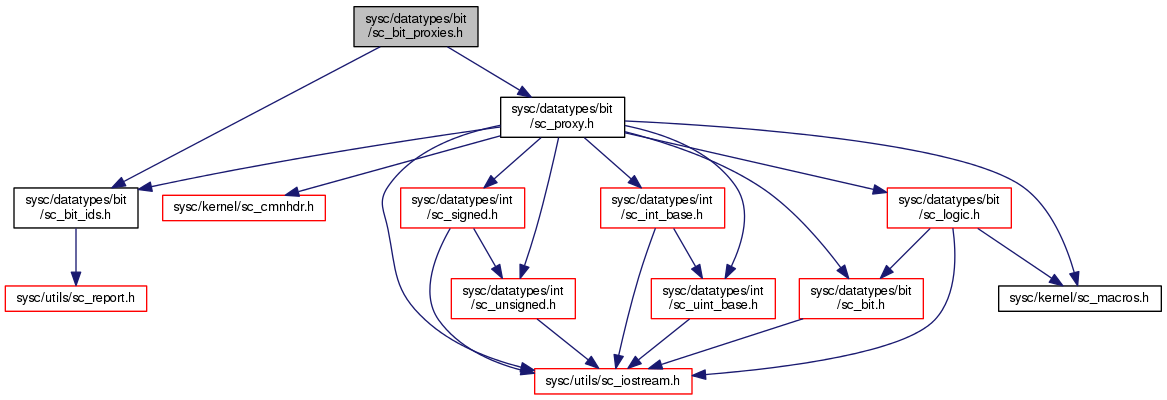 sysc/datatypes/bit
/sc_bit_proxies.h
sysc/datatypes/bit
/sc_proxy.h
sysc/datatypes/bit
/sc_bit_ids.h
sysc/kernel/sc_cmnhdr.h
sysc/datatypes/int
/sc_signed.h
sysc/datatypes/int
/sc_int_base.h
sysc/datatypes/bit
/sc_logic.h
sysc/utils/sc_report.h
sysc/datatypes/int
/sc_unsigned.h
sysc/datatypes/int
/sc_uint_base.h
sysc/datatypes/bit
/sc_bit.h
sysc/kernel/sc_macros.h
sysc/utils/sc_iostream.h